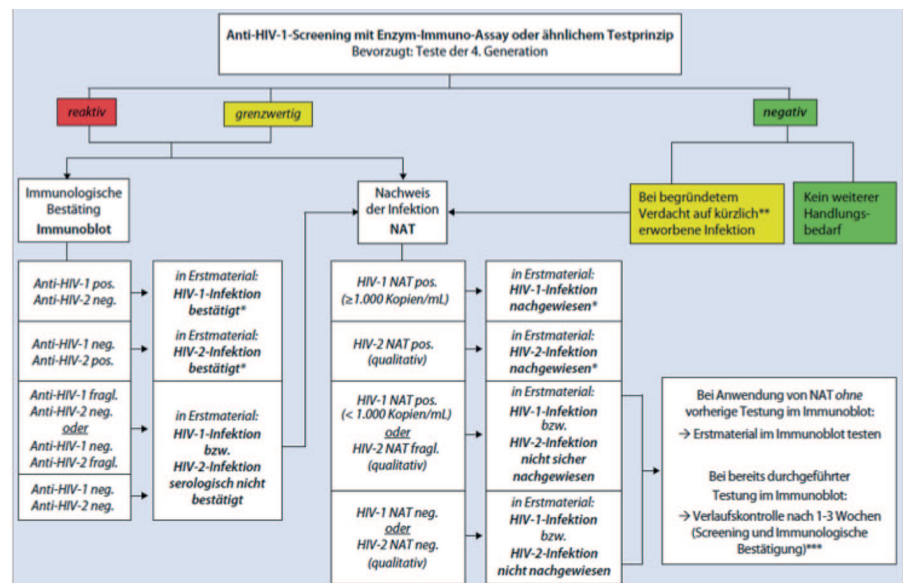 Anti-HIV-1-Screening mit Enzym-Immuno-Assay oder ähnlichem Testprinzip
Bevorzugt: Teste der 4. Generation
reaktiv
grenzwertig
negativ
Immunologische
Bestäting
Immunoblot
Nachweis
der Infektion
NAT
Bei begründetem
Verdacht auf kürzlich**
erworbene Infektion
Kein weiterer
Handlungs-
bedarf
Anti-HIV-1 pos.
Anti-HIV-2 neg.
in Erstmaterial:
HIV-1-Infektion
bestätigt*
Anti-HIV-1 neg.
Anti-HIV-2 pos.
in Erstmaterial:
HIV-2-Infektion
bestätigt*
Anti-HIV-1 fragl.
Anti-HIV-2 neg.
oder
Anti-HIV-1 neg.
Anti-HIV-2 fragl.
Anti-HIV-1 neg.
Anti-HIV-2 neg.
in Erstmaterial:
HIV-1-Infektion
bzw.
HIV-2-Infektion
serologisch nicht
bestätigt
HIV-1 NAT pos.
(≥1.000 Kopien/mL)
in Erstmaterial:
HIV-1-Infektion
nachgewiesen*
HIV-2 NAT pos.
(qualitativ)
in Erstmaterial:
HIV-2-Infektion
nachgewiesen*
HIV-1 NAT pos.
(< 1.000 Kopien/mL)
oder
HIV-2 NAT fragl.
(qualitativ)
in Erstmaterial:
HIV-1-Infektion
bzw.
HIV-2-Infektion
nicht sicher
nachgewiesen
HIV-1 NAT neg.
oder
HIV-2 NAT neg.
(qualitativ)
in Erstmaterial:
HIV-1-Infektion
bzw.
HIV-2-Infektion
nicht nachgewiesen
Bei Anwendung von NAT ohne
vorherige Testung im Immunoblot:
→ Erstmaterial im Immunoblot testen
Bei bereits durchgeführter
Testung im Immunoblot:
→ Verlaufskontrolle nach 1-3 Wochen
(Screening und Immunologische
Bestätigung)***